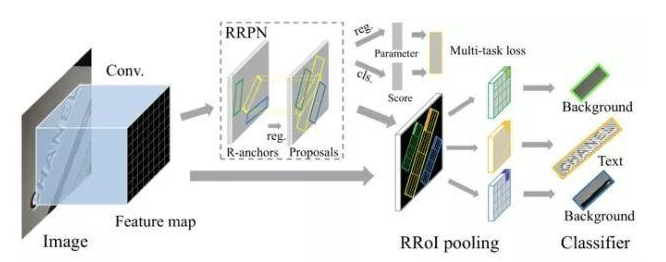 RRPN
reg.
Parameter
Multi-task loss
Conv.
cls.
Score
reg.
R-anchors
Proposals
Background
CHANEL
Text
CHANEL
Feature map
Background
Image
RRoI pooling
Classifier